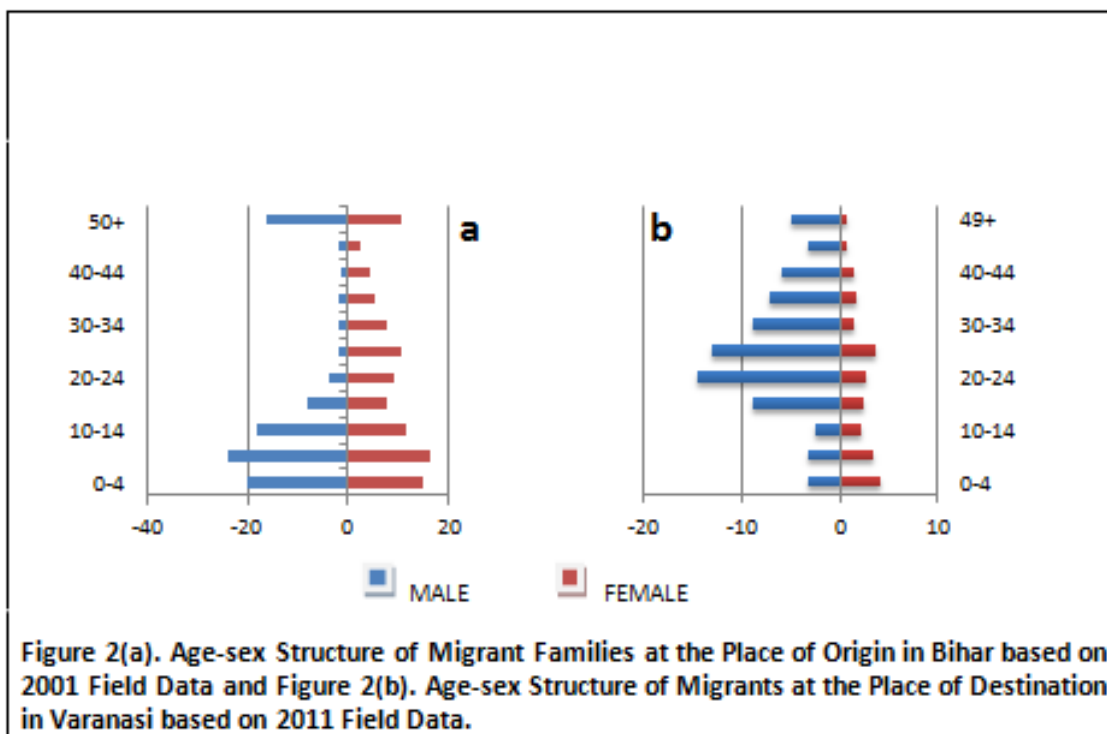 a
b
50+
40-44
30-34
20-24
10-14
0-4
-40 -20 0 20
49+
40-44
30-34
20-24
10-14
0-4
-20 -10 0 10
MALE FEMALE
Figure 2(a). Age-sex Structure of Migrant Families at the Place of Origin in Bihar based on
2001 Field Data and Figure 2(b). Age-sex Structure of Migrants at the Place of Destination
in Varanasi based on 2011 Field Data.